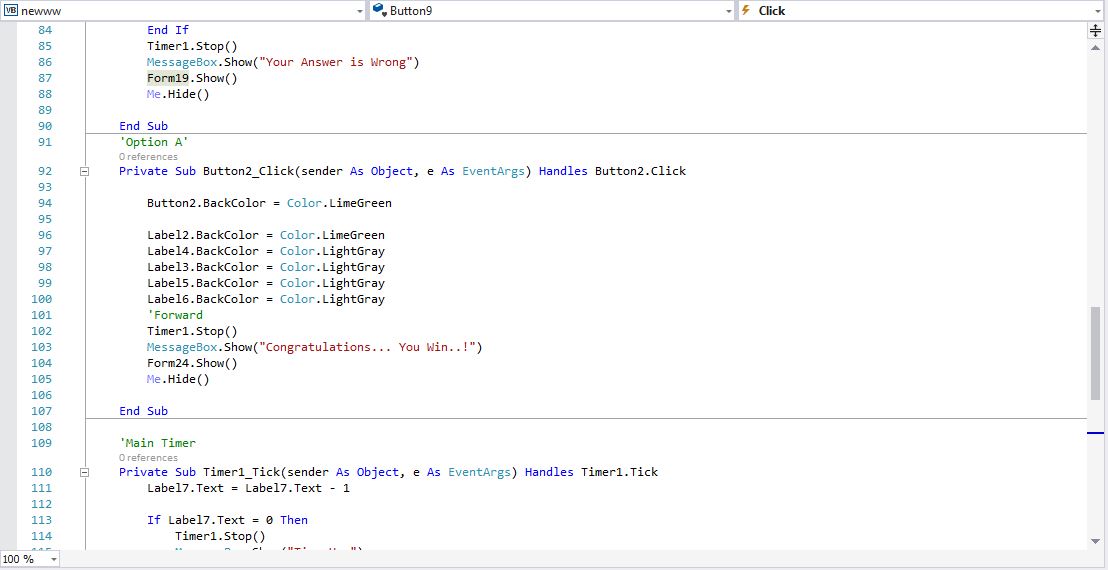 newww Button9 Click
84 End If
85 Timer1.Stop()
86 MessageBox.Show("Your Answer is Wrong")
87 Form19.Show()
88 Me.Hide()
89
90 End Sub
91 'Option A'
0 references
92 Private Sub Button2_Click(sender As Object, e As EventArgs) Handles Button2.Click
93
94 Button2.BackColor = Color.LimeGreen
95
96 Label2.BackColor = Color.LimeGreen
97 Label4.BackColor = Color.LightGray
98 Label3.BackColor = Color.LightGray
99 Label5.BackColor = Color.LightGray
100 Label6.BackColor = Color.LightGray
101 'Forward
102 Timer1.Stop()
103 MessageBox.Show("Congratulations... You Win..!")
104 Form24.Show()
105 Me.Hide()
106
107 End Sub
108
109 'Main Timer
0 references
110 Private Sub Timer1_Tick(sender As Object, e As EventArgs) Handles Timer1.Tick
111 Label7.Text = Label7.Text - 1
112
113 If Label7.Text = 0 Then
114 Timer1.Stop()
100 %